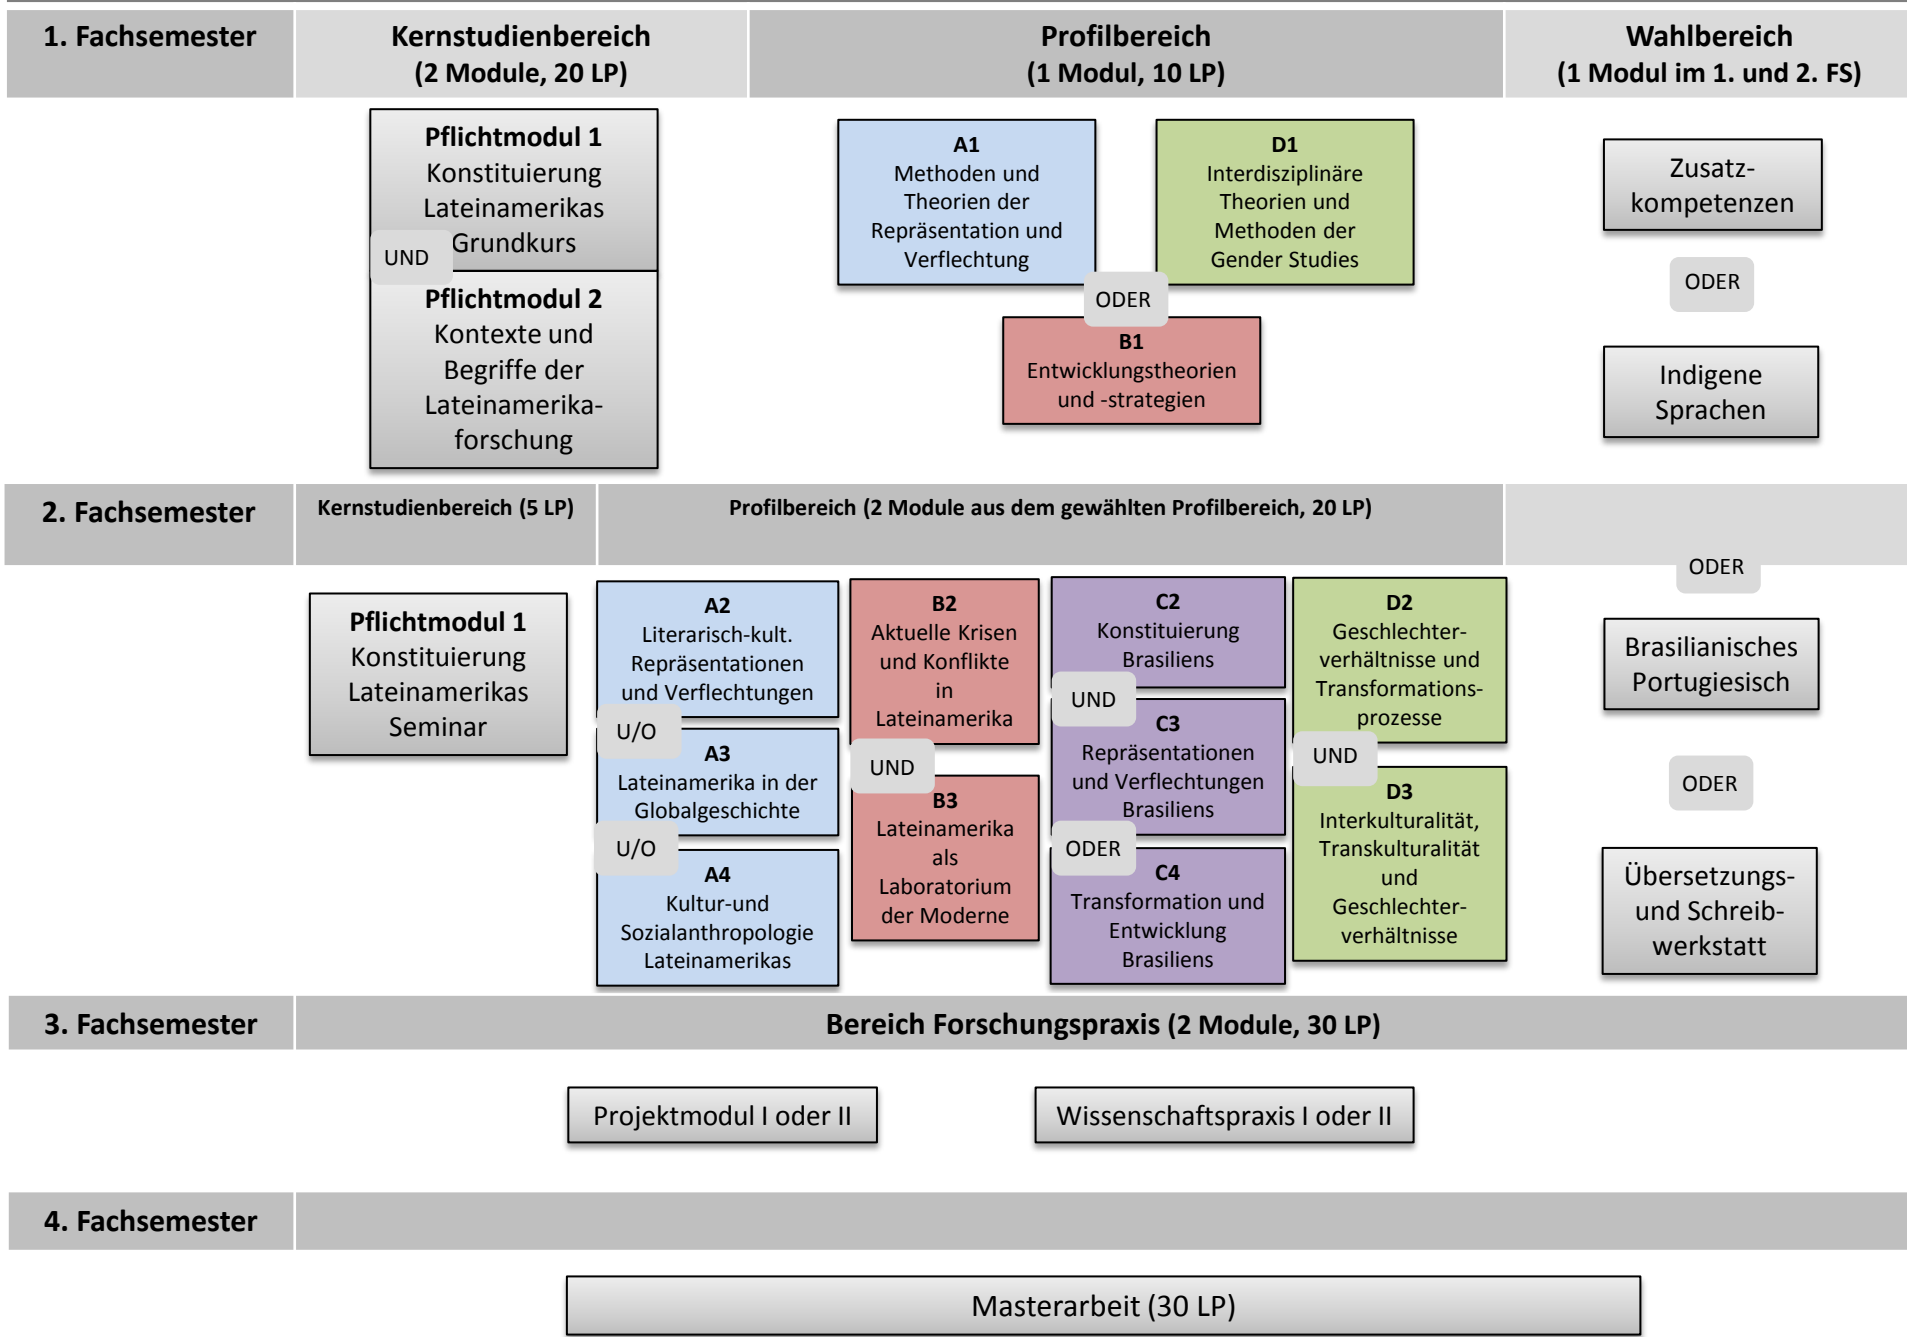 1. Fachsemester
Kernstudienbereich
(2 Module, 20 LP)
Profilbereich
(1 Modul, 10 LP)
Wahlbereich
(1 Modul im 1. und 2. FS)
Pflichtmodul 1
Konstituierung
Lateinamerikas
Grundkurs
UND
Pflichtmodul 2
Kontexte und
Begriffe der
Lateinamerika-
forschung
A1
Methoden und
Theorien der
Repräsentation und
Verflechtung
D1
Interdisziplinäre
Theorien und
Methoden der
Gender Studies
ODER
B1
Entwicklungstheorien
und -strategien
Zusatz-
kompetenzen
ODER
Indigene
Sprachen
2. Fachsemester
Kernstudienbereich (5 LP)
Profilbereich (2 Module aus dem gewählten Profilbereich, 20 LP)
Pflichtmodul 1
Konstituierung
Lateinamerikas
Seminar
A2
Literarisch-kult.
Repräsentationen
und Verflechtungen
U/O
A3
Lateinamerika in der
Globalgeschichte
U/O
A4
Kultur-und
Sozialanthropologie
Lateinamerikas
B2
Aktuelle Krisen
und Konflikte
in
Lateinamerika
UND
B3
Lateinamerika
als
Laboratorium
der Moderne
C2
Konstituierung
Brasiliens
UND
C3
Repräsentationen
und Verflechtungen
Brasiliens
ODER
C4
Transformation und
Entwicklung
Brasiliens
D2
Geschlechter-
verhältnisse und
Transformations-
prozesse
UND
D3
Interkulturalität,
Transkulturalität
und
Geschlechter-
verhältnisse
ODER
Brasilianisches
Portugiesisch
ODER
Übersetzungs-
und Schreib-
werkstatt
3. Fachsemester
Bereich Forschungspraxis (2 Module, 30 LP)
Projektmodul I oder II
Wissenschaftspraxis I oder II
4. Fachsemester
Masterarbeit (30 LP)